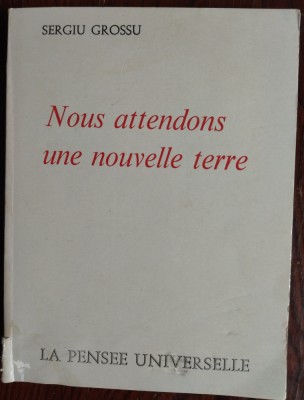 SERGIU GROSSU
Nous attendons
une nouvelle terre
LA PENSEE UNIVERSELLE